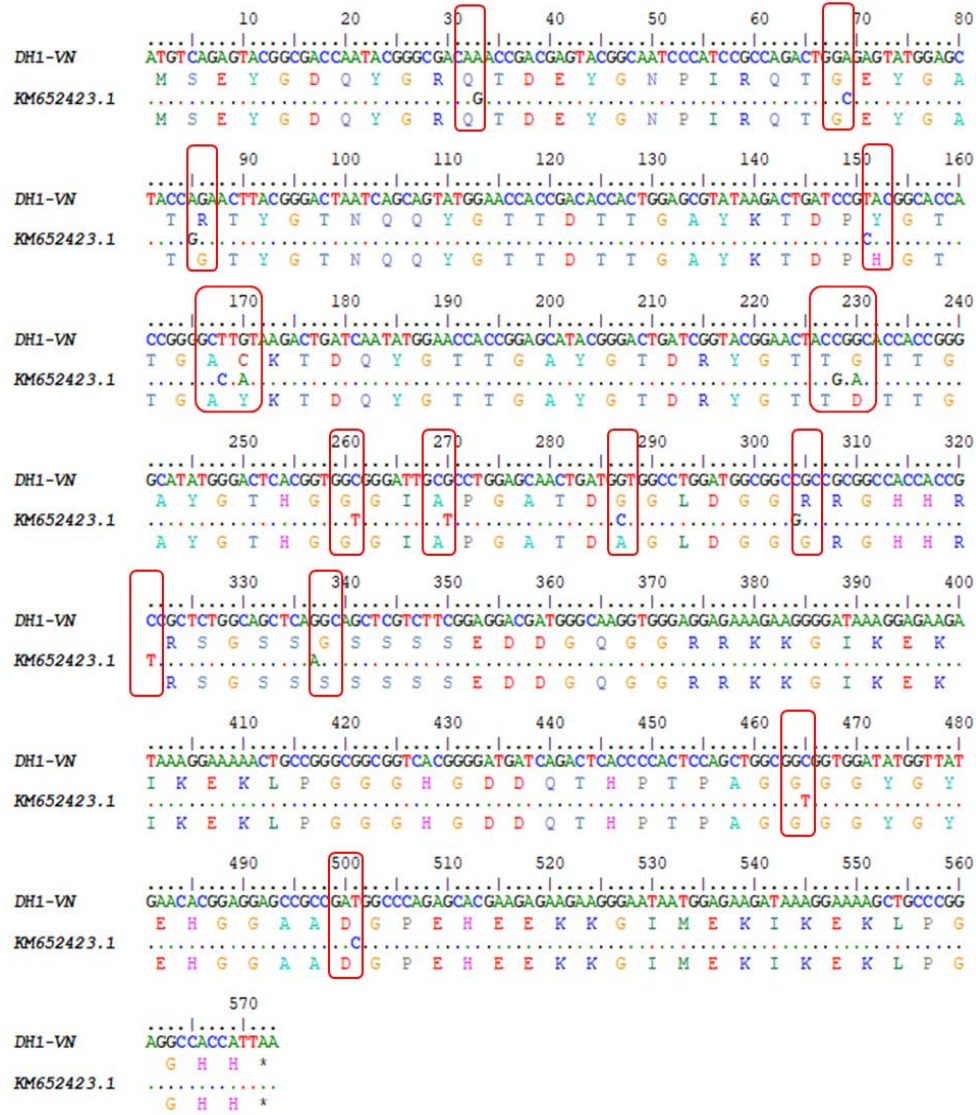 10 20 30 40 50 60 70 80
....|....|....|....|....|....|....|....|....|....|....|....|....|....|....|....|
DH1-VN ATGTCAGAGTACGGCGACCAATACGGGCGACAAACCGACGAGTACGGCAATCCCATCCGCCAGACTGGAGAGTATGGAGC
M S E Y G D Q Y G R Q T D E Y G N P I R Q T G E Y G A
KM652423.1 ................................G...................................C...........
M S E Y G D Q Y G R Q T D E Y G N P I R Q T G E Y G A
90 100 110 120 130 140 150 160
....|....|....|....|....|....|....|....|....|....|....|....|....|....|....|....|
DH1-VN TACCAGAACTTACGGGACTAATCAGCAGTATGGAACCACCGACACCACTGGAGCGTATAAGACTGATCCGTACGGCACCA
T R T Y G T N Q Q Y G T T D T T G A Y K T D P Y G T
KM652423.1 ....G.................................................................C.........
T G T Y G T N Q Q Y G T T D T T G A Y K T D P H G T
170 180 190 200 210 220 230 240
....|....|....|....|....|....|....|....|....|....|....|....|....|....|....|....|
DH1-VN CCGGGGCTTGTAAGACTGATCAATATGGAACCACCGGAGCATACGGGACTGATCGGTACGGAACTACCGGCACCACCGGG
T G A C K T D Q Y G T T G A Y G T D R Y G T T G T T G
KM652423.1 .......C.A.........................................................G.A..........
T G A Y K T D Q Y G T T G A Y G T D R Y G T T D T T G
250 260 270 280 290 300 310 320
....|....|....|....|....|....|....|....|....|....|....|....|....|....|....|....|
DH1-VN GCATATGGGACTCACGGTGGCGGGATTGCGCCTGGAGCAACTGATGGTGGCCTGGATGGCGGCCGCCGCGGCCACCACCG
A Y G T H G G G I A P G A T D G G L D G G R R G H H R
KM652423.1 ....................T........T................C................G................
A Y G T H G G G I A P G A T D A G L D G G G R G H H R
330 340 350 360 370 380 390 400
....|....|....|....|....|....|....|....|....|....|....|....|....|....|....|....|
DH1-VN CCGCTCTGGCAGCTCAGGCAGCTCGTCTTCGGAGGACGATGGGCAAGGTGGGAGGAGAAAGAAGGGGATAAAGGAGAAGA
R S G S S G S S S S E D D G Q G G R R K K G I K E K
KM652423.1 T...............A...............................................................
R S G S S S S S S S E D D G Q G G R R K K G I K E K
410 420 430 440 450 460 470 480
....|....|....|....|....|....|....|....|....|....|....|....|....|....|....|....|
DH1-VN TAAAGGAAAAACTGCCGGGCGGCGGTCACGGGGATGATCAGACTCACCCCACTCCAGCTGGCGGCGGTGGATATGGTTAT
I K E K L P G G G H G D D Q T H P T P A G G G G Y G Y
KM652423.1 ................................................................T...............
I K E K L P G G G H G D D Q T H P T P A G G G G Y G Y
490 500 510 520 530 540 550 560
....|....|....|....|....|....|....|....|....|....|....|....|....|....|....|....|
DH1-VN GAACACGGAGGAGCCGCCGATGGCCCAGAGCACGAAGAGAAGAAGGGAATAATGGAGAAGATAAAGGAAAAGCTGCCCGG
E H G G A A D G P E H E E K K G I M E K I K E K L P G
KM652423.1 ....................C...........................................................
E H G G A A D G P E H E E K K G I M E K I K E K L P G
570
....|....|...
DH1-VN AGGCCACCATTAA
G H H *
KM652423.1 .............
G H H *